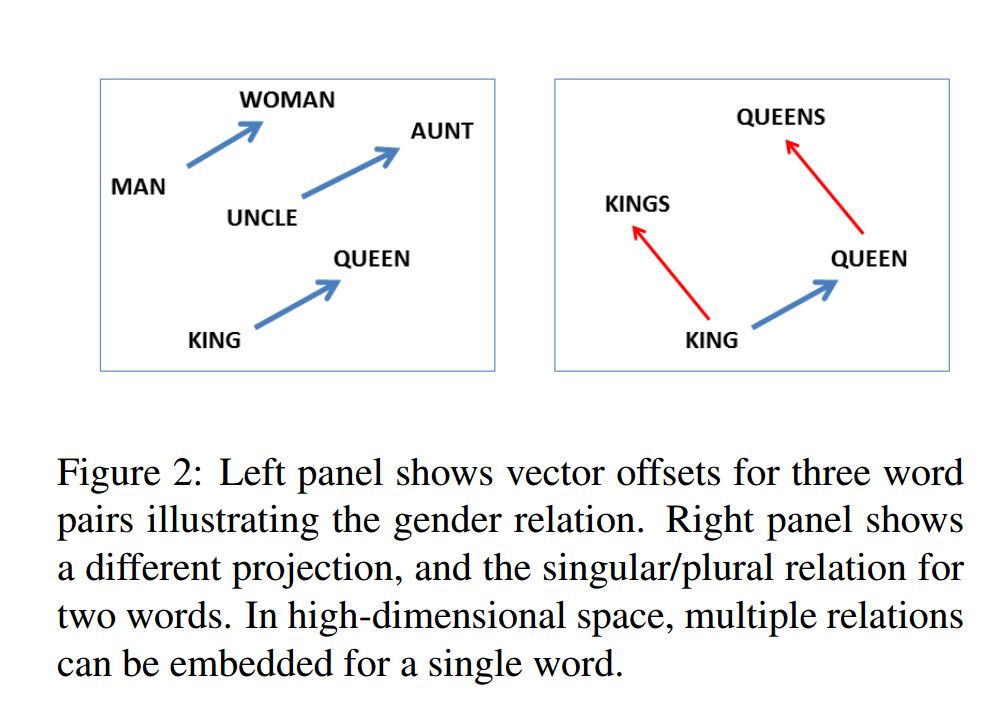 WOMAN
AUNT
MAN
UNCLE
QUEEN
KING
QUEENS
KINGS
QUEEN
KING
Figure 2: Left panel shows vector offsets for three word
pairs illustrating the gender relation. Right panel shows
a different projection, and the singular/plural relation for
two words. In high-dimensional space, multiple relations
can be embedded for a single word.